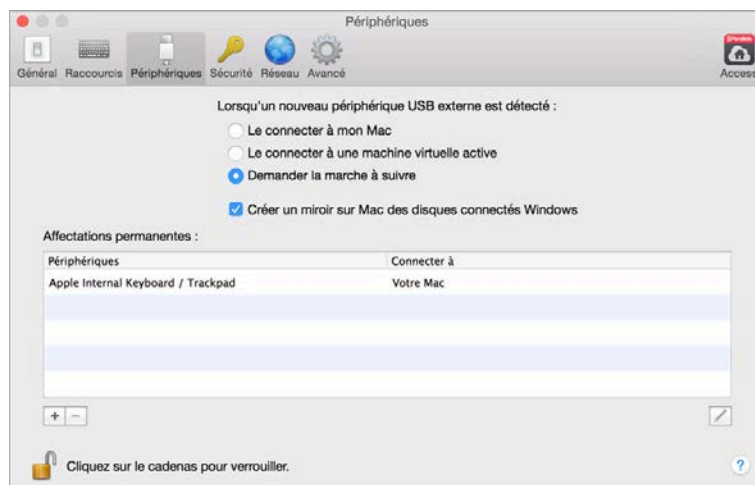 Périphériques
Général Raccourcis Périphériques Sécurité Réseau Avancé Access
Lorsqu'un nouveau périphérique USB externe est détecté :
Le connecter à mon Mac
Le connecter à une machine virtuelle active
Demander la marche à suivre
Créer un miroir sur Mac des disques connectés Windows
Affectations permanentes :
Périphériques Connecter à
Apple Internal Keyboard / Trackpad Votre Mac
+ −
Cliquez sur le cadenas pour verrouiller. ?